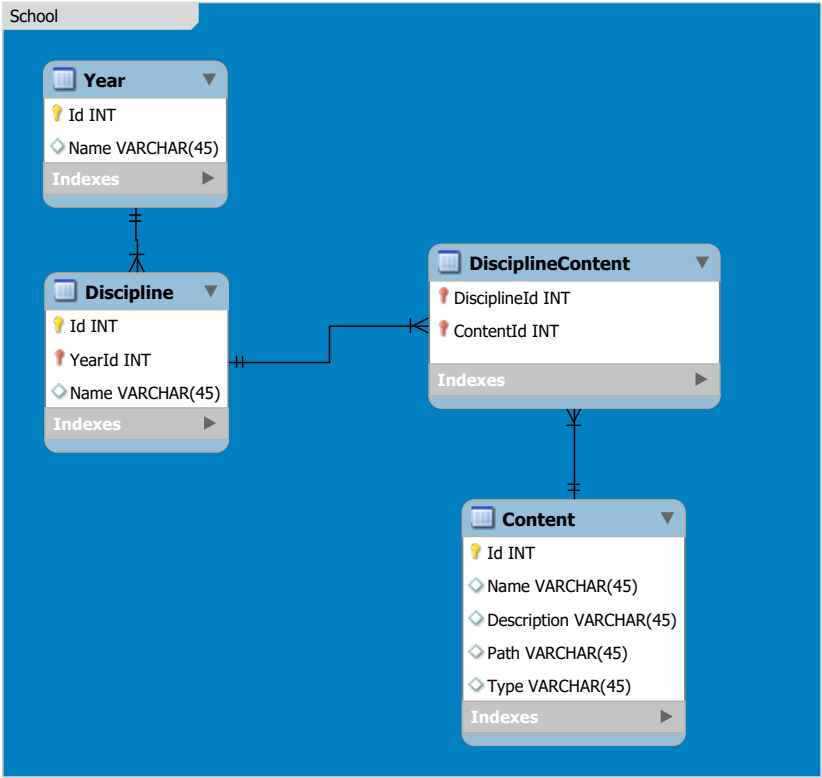 School
Year
Id INT
Name VARCHAR(45)
Indexes
Discipline
Id INT
YearId INT
Name VARCHAR(45)
Indexes
DisciplineContent
DisciplineId INT
ContentId INT
Indexes
Content
Id INT
Name VARCHAR(45)
Description VARCHAR(45)
Path VARCHAR(45)
Type VARCHAR(45)
Indexes